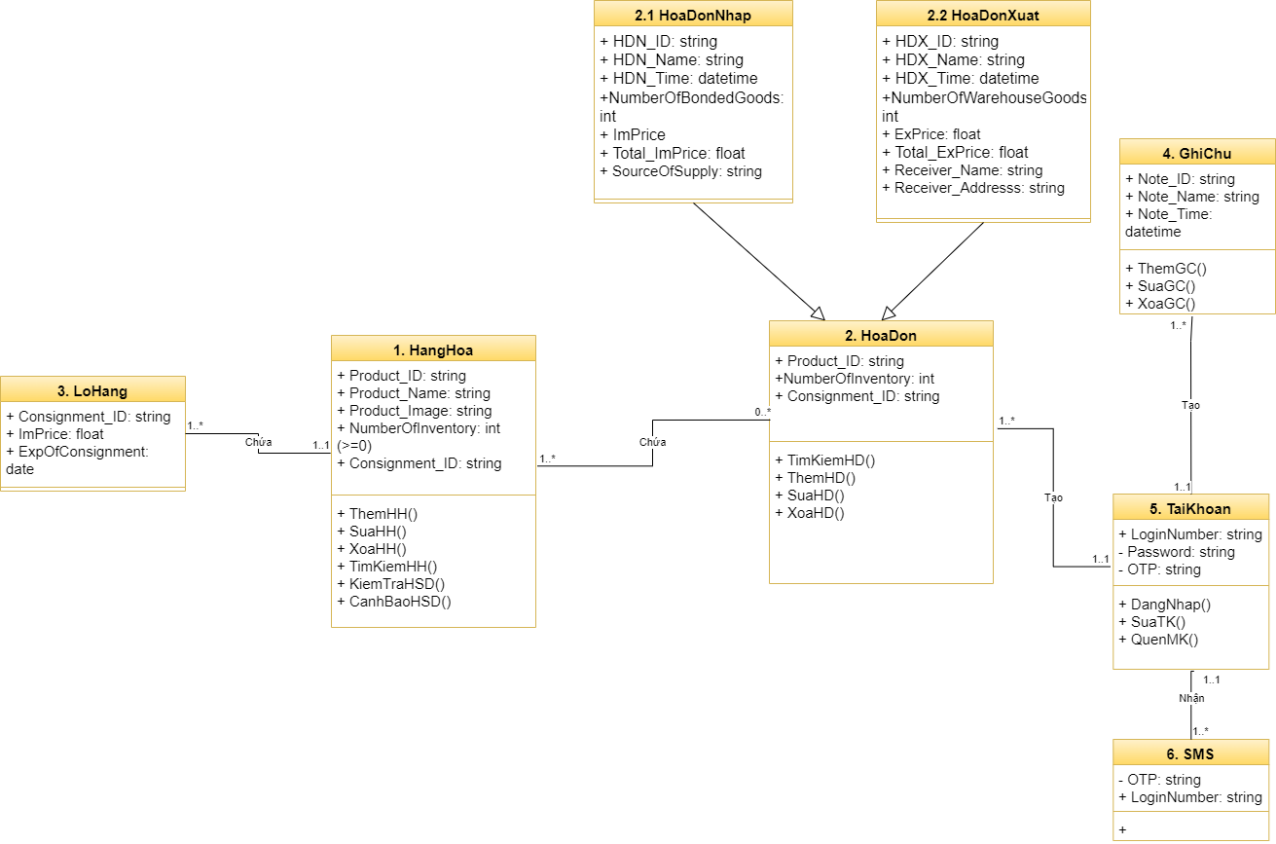 2.1 HoaDonNhap
+ HDN_ID: string
+ HDN_Name: string
+ HDN_Time: datetime
+NumberOfBondedGoods:
int
+ ImPrice
+ Total_ImPrice: float
+ SourceOfSupply: string
2.2 HoaDonXuat
+ HDX_ID: string
+ HDX_Name: string
+ HDX_Time: datetime
+NumberOfWarehouseGoods
int
+ ExPrice: float
+ Total_ExPrice: float
+ Receiver_Name: string
+ Receiver_Addresss: string
4. GhiChu
+ Note_ID: string
+ Note_Name: string
+ Note_Time:
datetime
+ ThemGC()
+ SuaGC()
+ XoaGC()
1..*
Tạo
1..1
3. LoHang
+ Consignment_ID: string
+ ImPrice: float
+ ExpOfConsignment:
date
1..*
Chứa
1..1
1. HangHoa
+ Product_ID: string
+ Product_Name: string
+ Product_Image: string
+ NumberOfInventory: int
(>=0)
+ Consignment_ID: string
+ ThemHH()
+ SuaHH()
+ XoaHH()
+ TimKiemHH()
+ KiemTraHSD()
+ CanhBaoHSD()
1..*
Chứa
0..*
2. HoaDon
+ Product_ID: string
+NumberOfInventory: int
+ Consignment_ID: string
+ TimKiemHD()
+ ThemHD()
+ SuaHD()
+ XoaHD()
1..*
Tạo
1..1
5. TaiKhoan
+ LoginNumber: string
- Password: string
- OTP: string
+ DangNhap()
+ SuaTK()
+ QuenMK()
1..1
Nhận
1..*
6. SMS
- OTP: string
+ LoginNumber: string
+